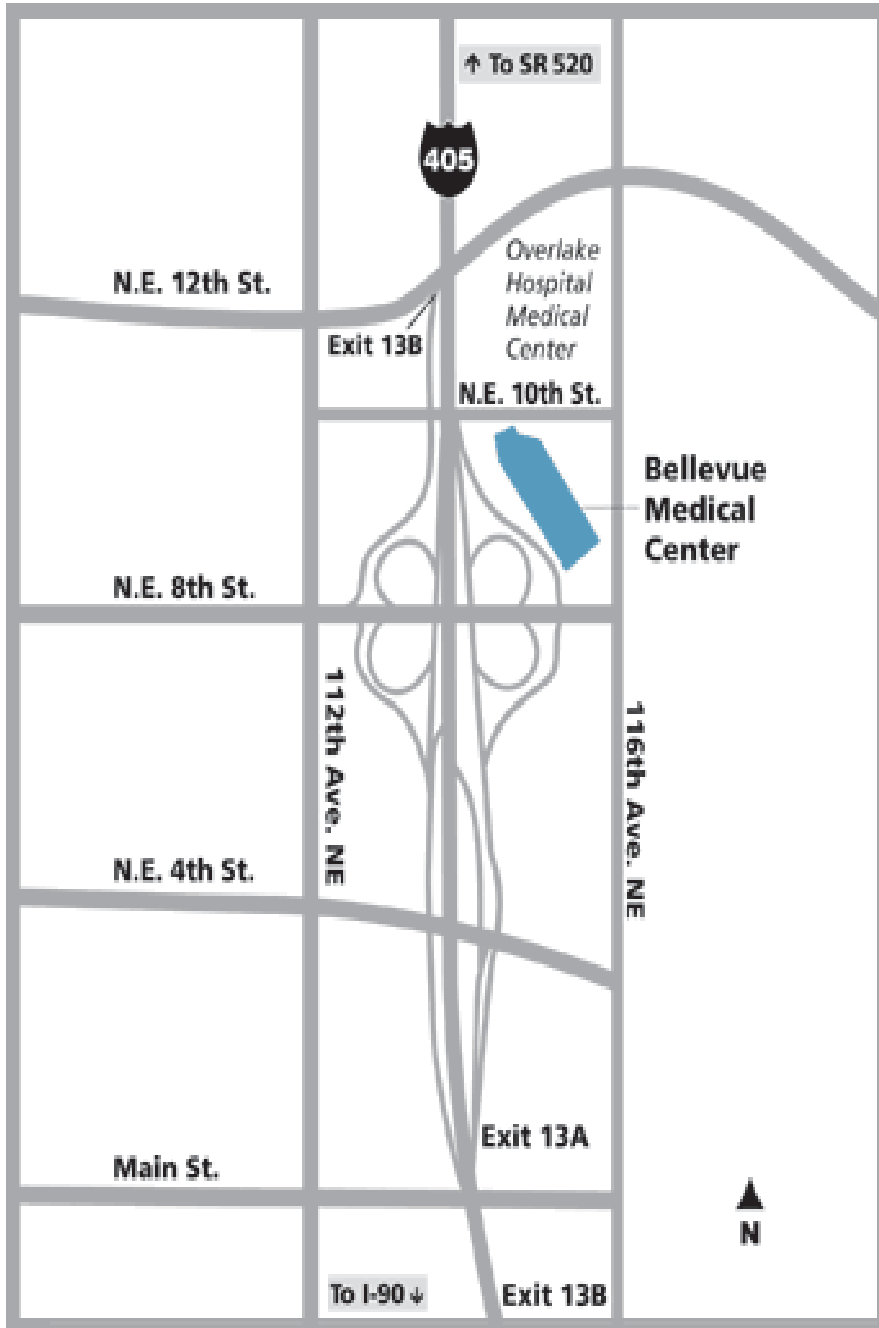 ↑ To SR 520
405
Overlake
Hospital
Medical
Center
N.E. 12th St.
Exit 13B
N.E. 10th St.
Bellevue
Medical
Center
N.E. 8th St.
112th Ave. NE
116th Ave. NE
N.E. 4th St.
Exit 13A
Main St.
N
To I-90 ↓
Exit 13B